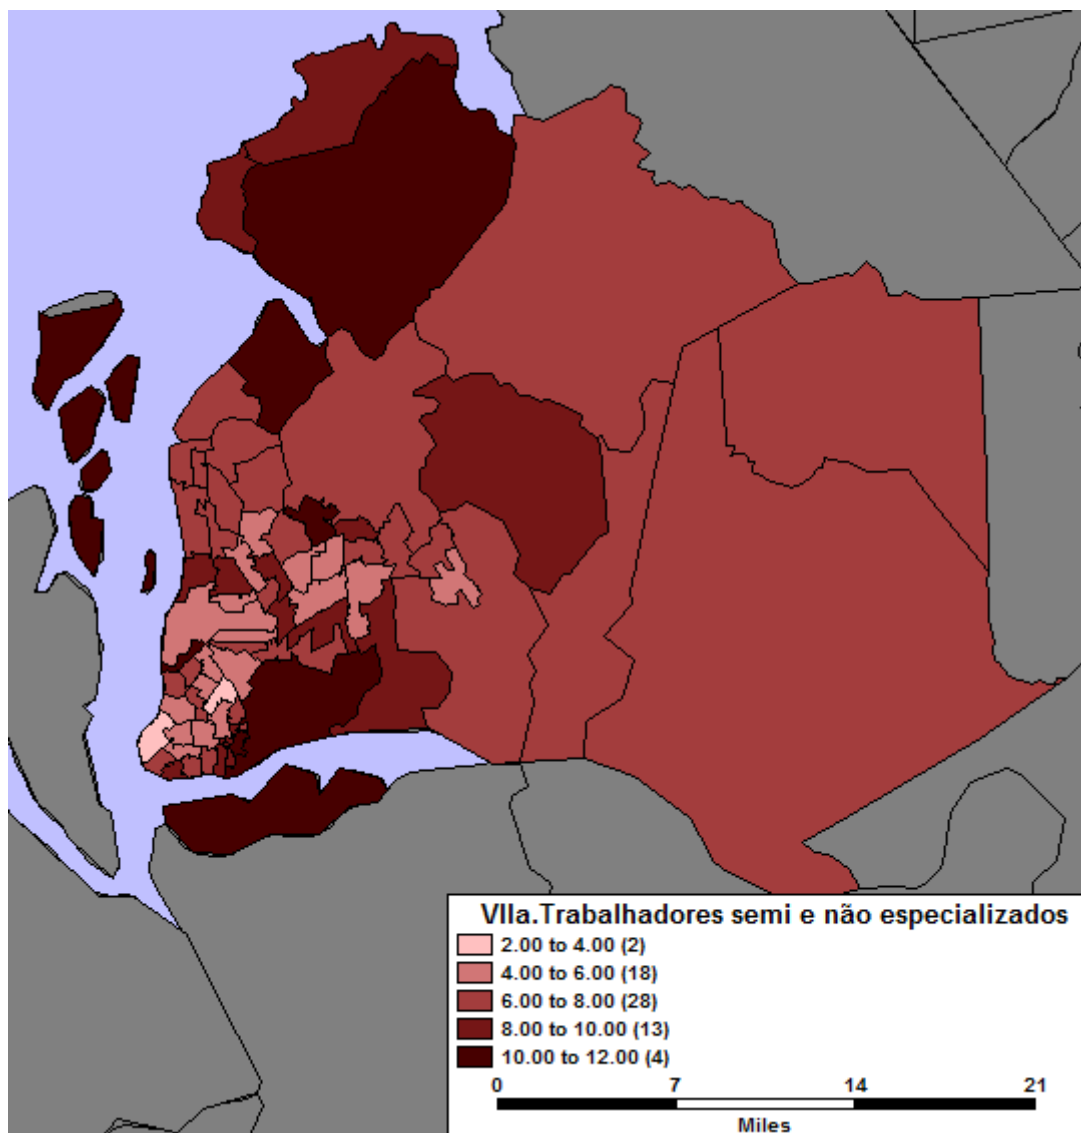 VIIa.Trabalhadores semi e não especializados
2.00 to 4.00 (2)
4.00 to 6.00 (18)
6.00 to 8.00 (28)
8.00 to 10.00 (13)
10.00 to 12.00 (4)
0 7 14 21
Miles